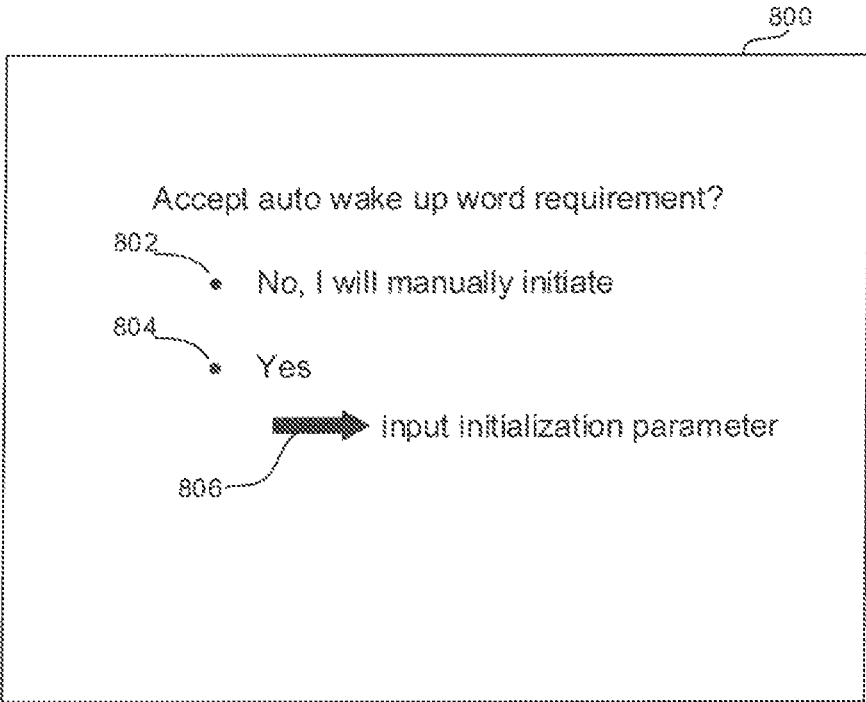 800
Accept auto wake up word requirement?
802
No, I will manually initiate
804
Yes
input initialization parameter
806